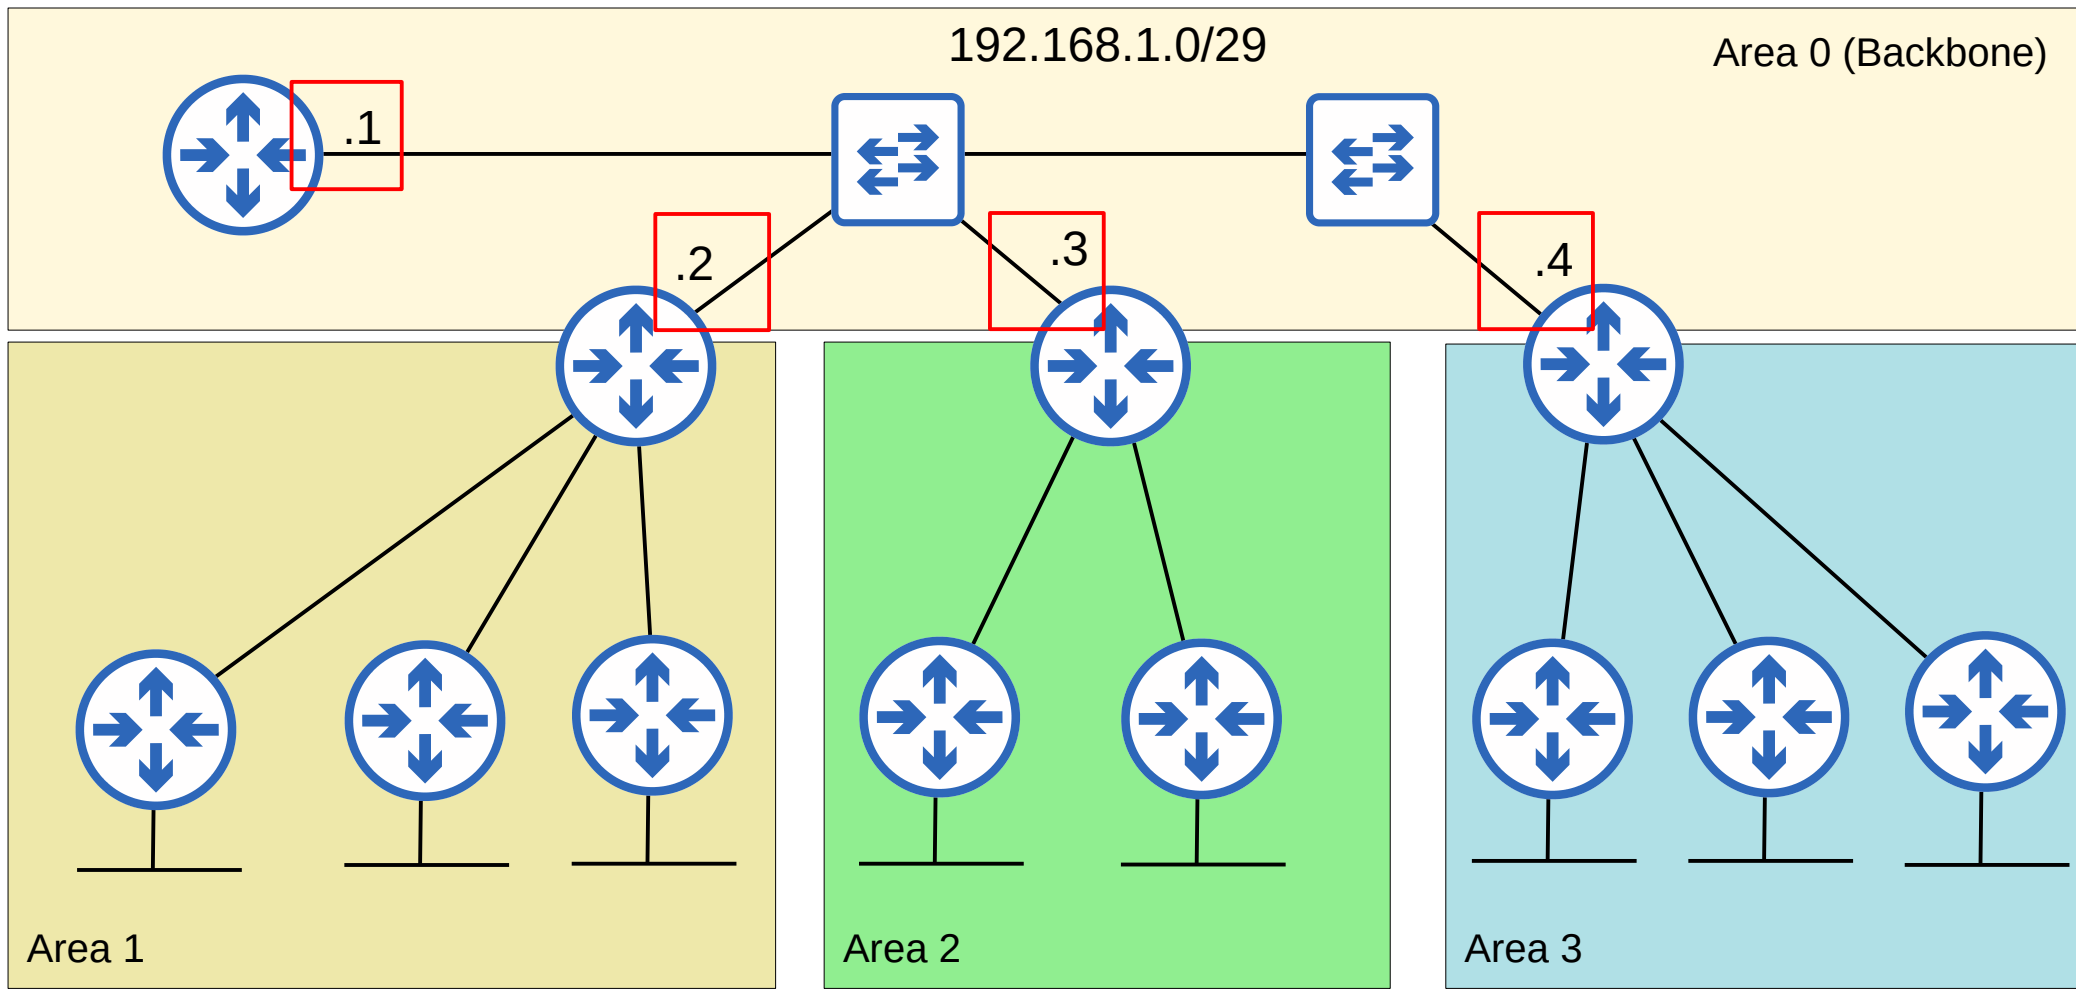 192.168.1.0/29
Area 0 (Backbone)
.1
.2
.3
.4
Area 1
Area 2
Area 3